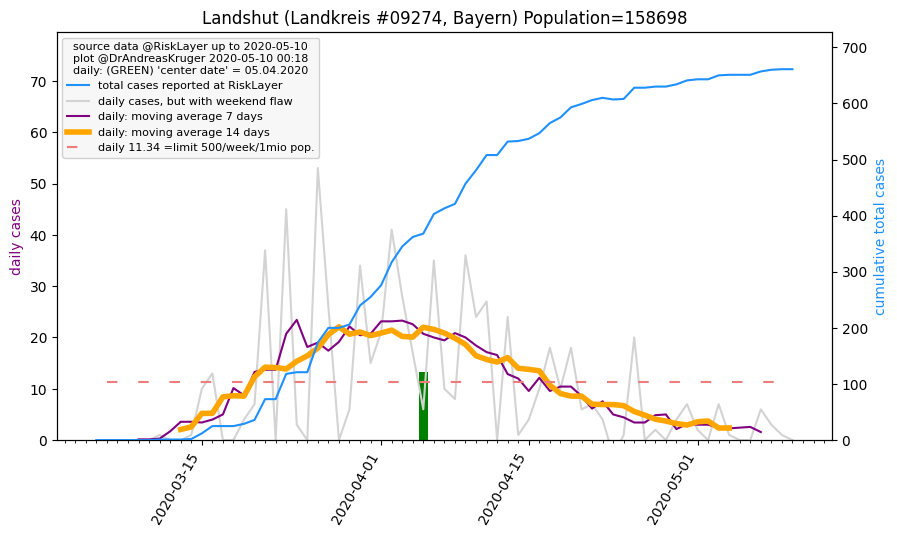 Landshut (Landkreis #09274, Bayern) Population=158698
source data @RiskLayer up to 2020-05-10
plot @DrAndreasKruger 2020-05-10 00:18
daily: (GREEN) 'center date' = 05.04.2020
total cases reported at RiskLayer
daily cases, but with weekend flaw
daily: moving average 7 days
daily: moving average 14 days
daily 11.34 =limit 500/week/1mio pop.
daily cases
70
60
50
40
30
20
10
0
cumulative total cases
700
600
500
400
300
200
100
0
2020-03-15
2020-04-01
2020-04-15
2020-05-01